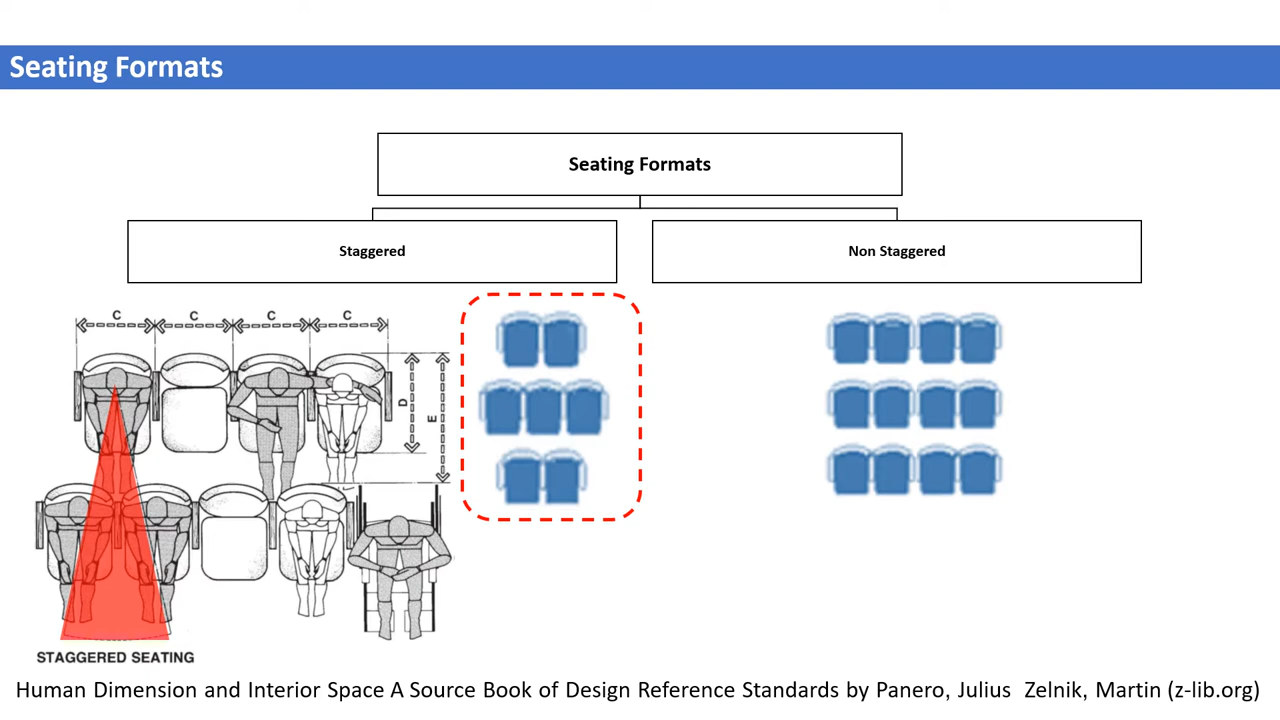 Seating Formats
Seating Formats
Staggered
Non Staggered
C
C
C
C
D
E
STAGGERED SEATING
Human Dimension and Interior Space A Source Book of Design Reference Standards by Panero, Julius Zelnik, Martin (z-lib.org)